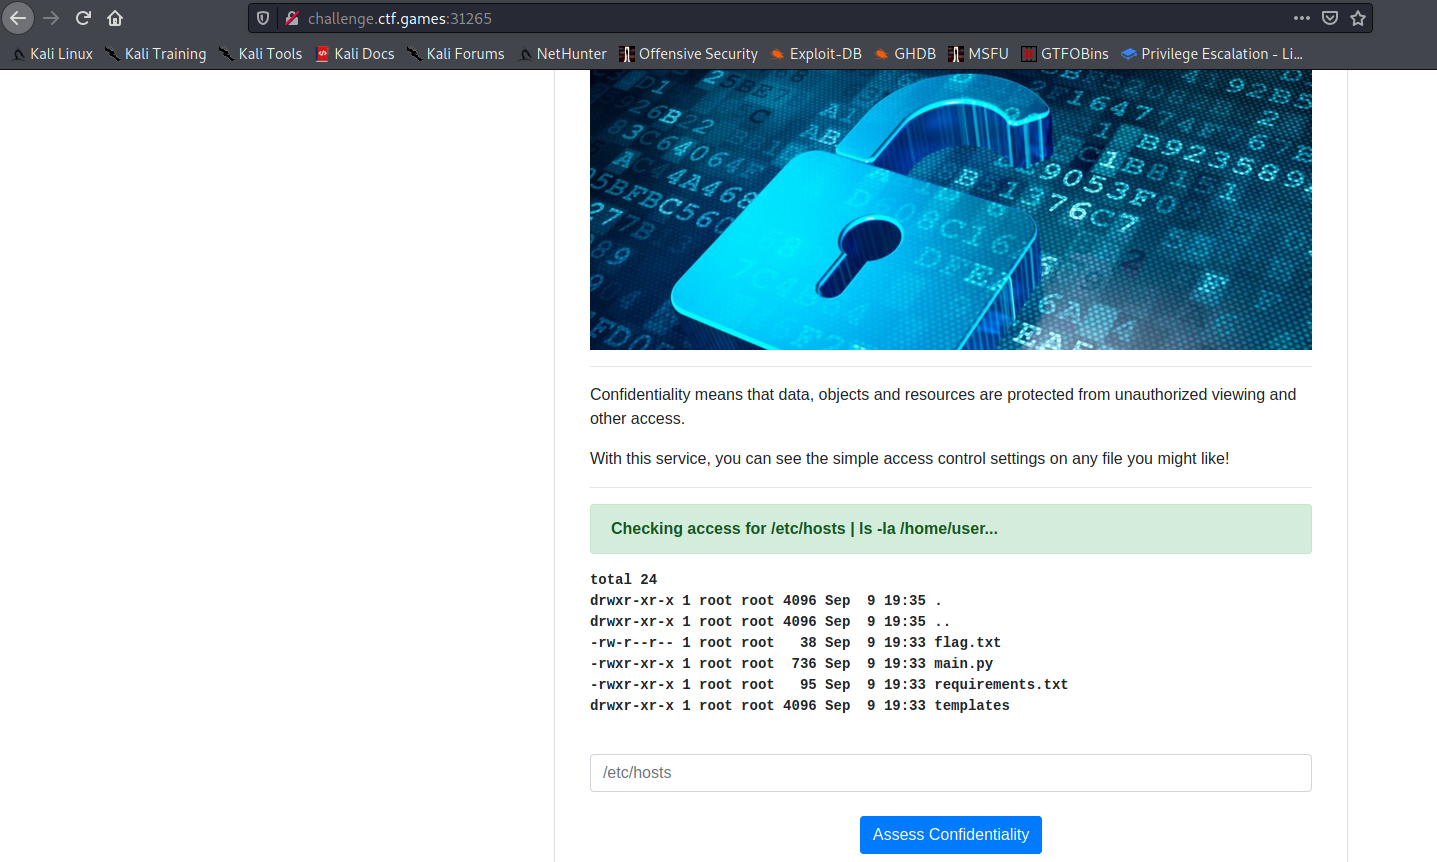 challenge.ctf.games:31265
Kali Linux Kali Training Kali Tools Kali Docs Kali Forums NetHunter Offensive Security Exploit-DB GHDB MSFU GTFOBins Privilege Escalation - Li...
Confidentiality means that data, objects and resources are protected from unauthorized viewing and
other access.
With this service, you can see the simple access control settings on any file you might like!
Checking access for /etc/hosts | ls -la /home/user...
total 24
drwxr-xr-x 1 root root 4096 Sep  9 19:35 .
drwxr-xr-x 1 root root 4096 Sep  9 19:35 ..
-rw-r--r-- 1 root root   38 Sep  9 19:33 flag.txt
-rwxr-xr-x 1 root root  736 Sep  9 19:33 main.py
-rwxr-xr-x 1 root root   95 Sep  9 19:33 requirements.txt
drwxr-xr-x 1 root root 4096 Sep  9 19:33 templates
/etc/hosts
Assess Confidentiality